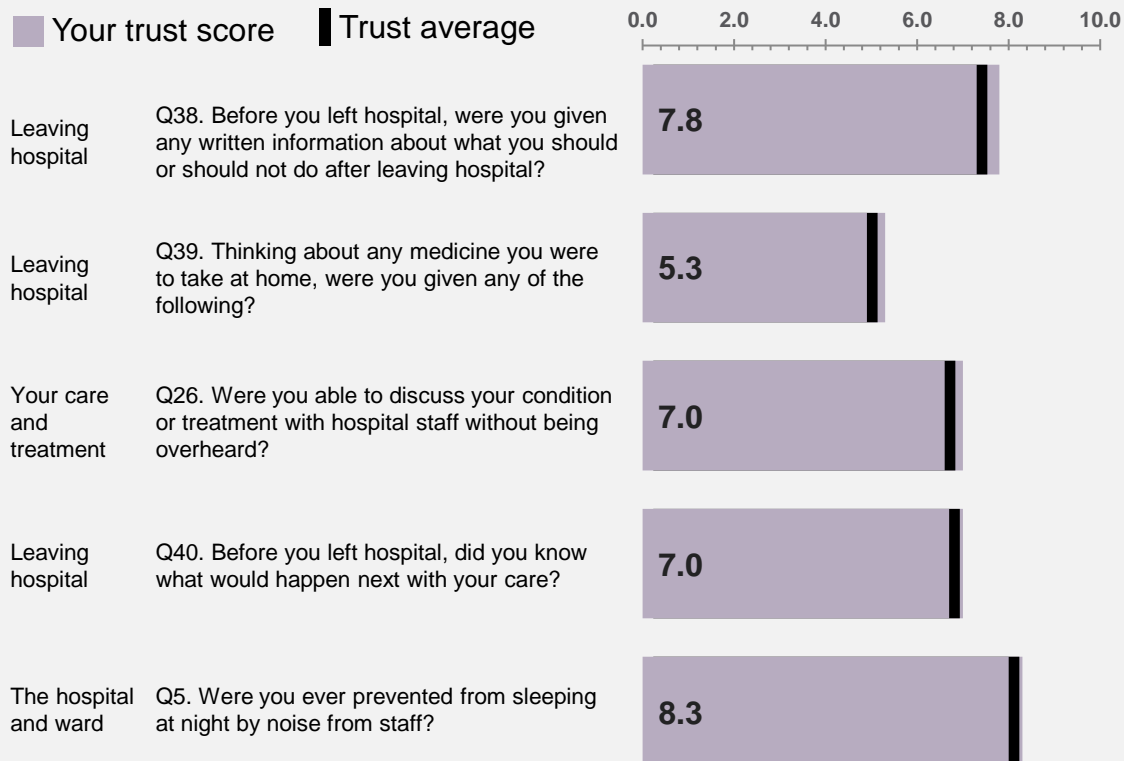 Your trust score
Trust average
0.0 2.0 4.0 6.0 8.0 10.0
Leaving
hospital
Q38. Before you left hospital, were you given
any written information about what you should
or should not do after leaving hospital?
7.8
Leaving
hospital
Q39. Thinking about any medicine you were
to take at home, were you given any of the
following?
5.3
Your care
and
treatment
Q26. Were you able to discuss your condition
or treatment with hospital staff without being
overheard?
7.0
Leaving
hospital
Q40. Before you left hospital, did you know
what would happen next with your care?
7.0
The hospital
and ward
Q5. Were you ever prevented from sleeping
at night by noise from staff?
8.3